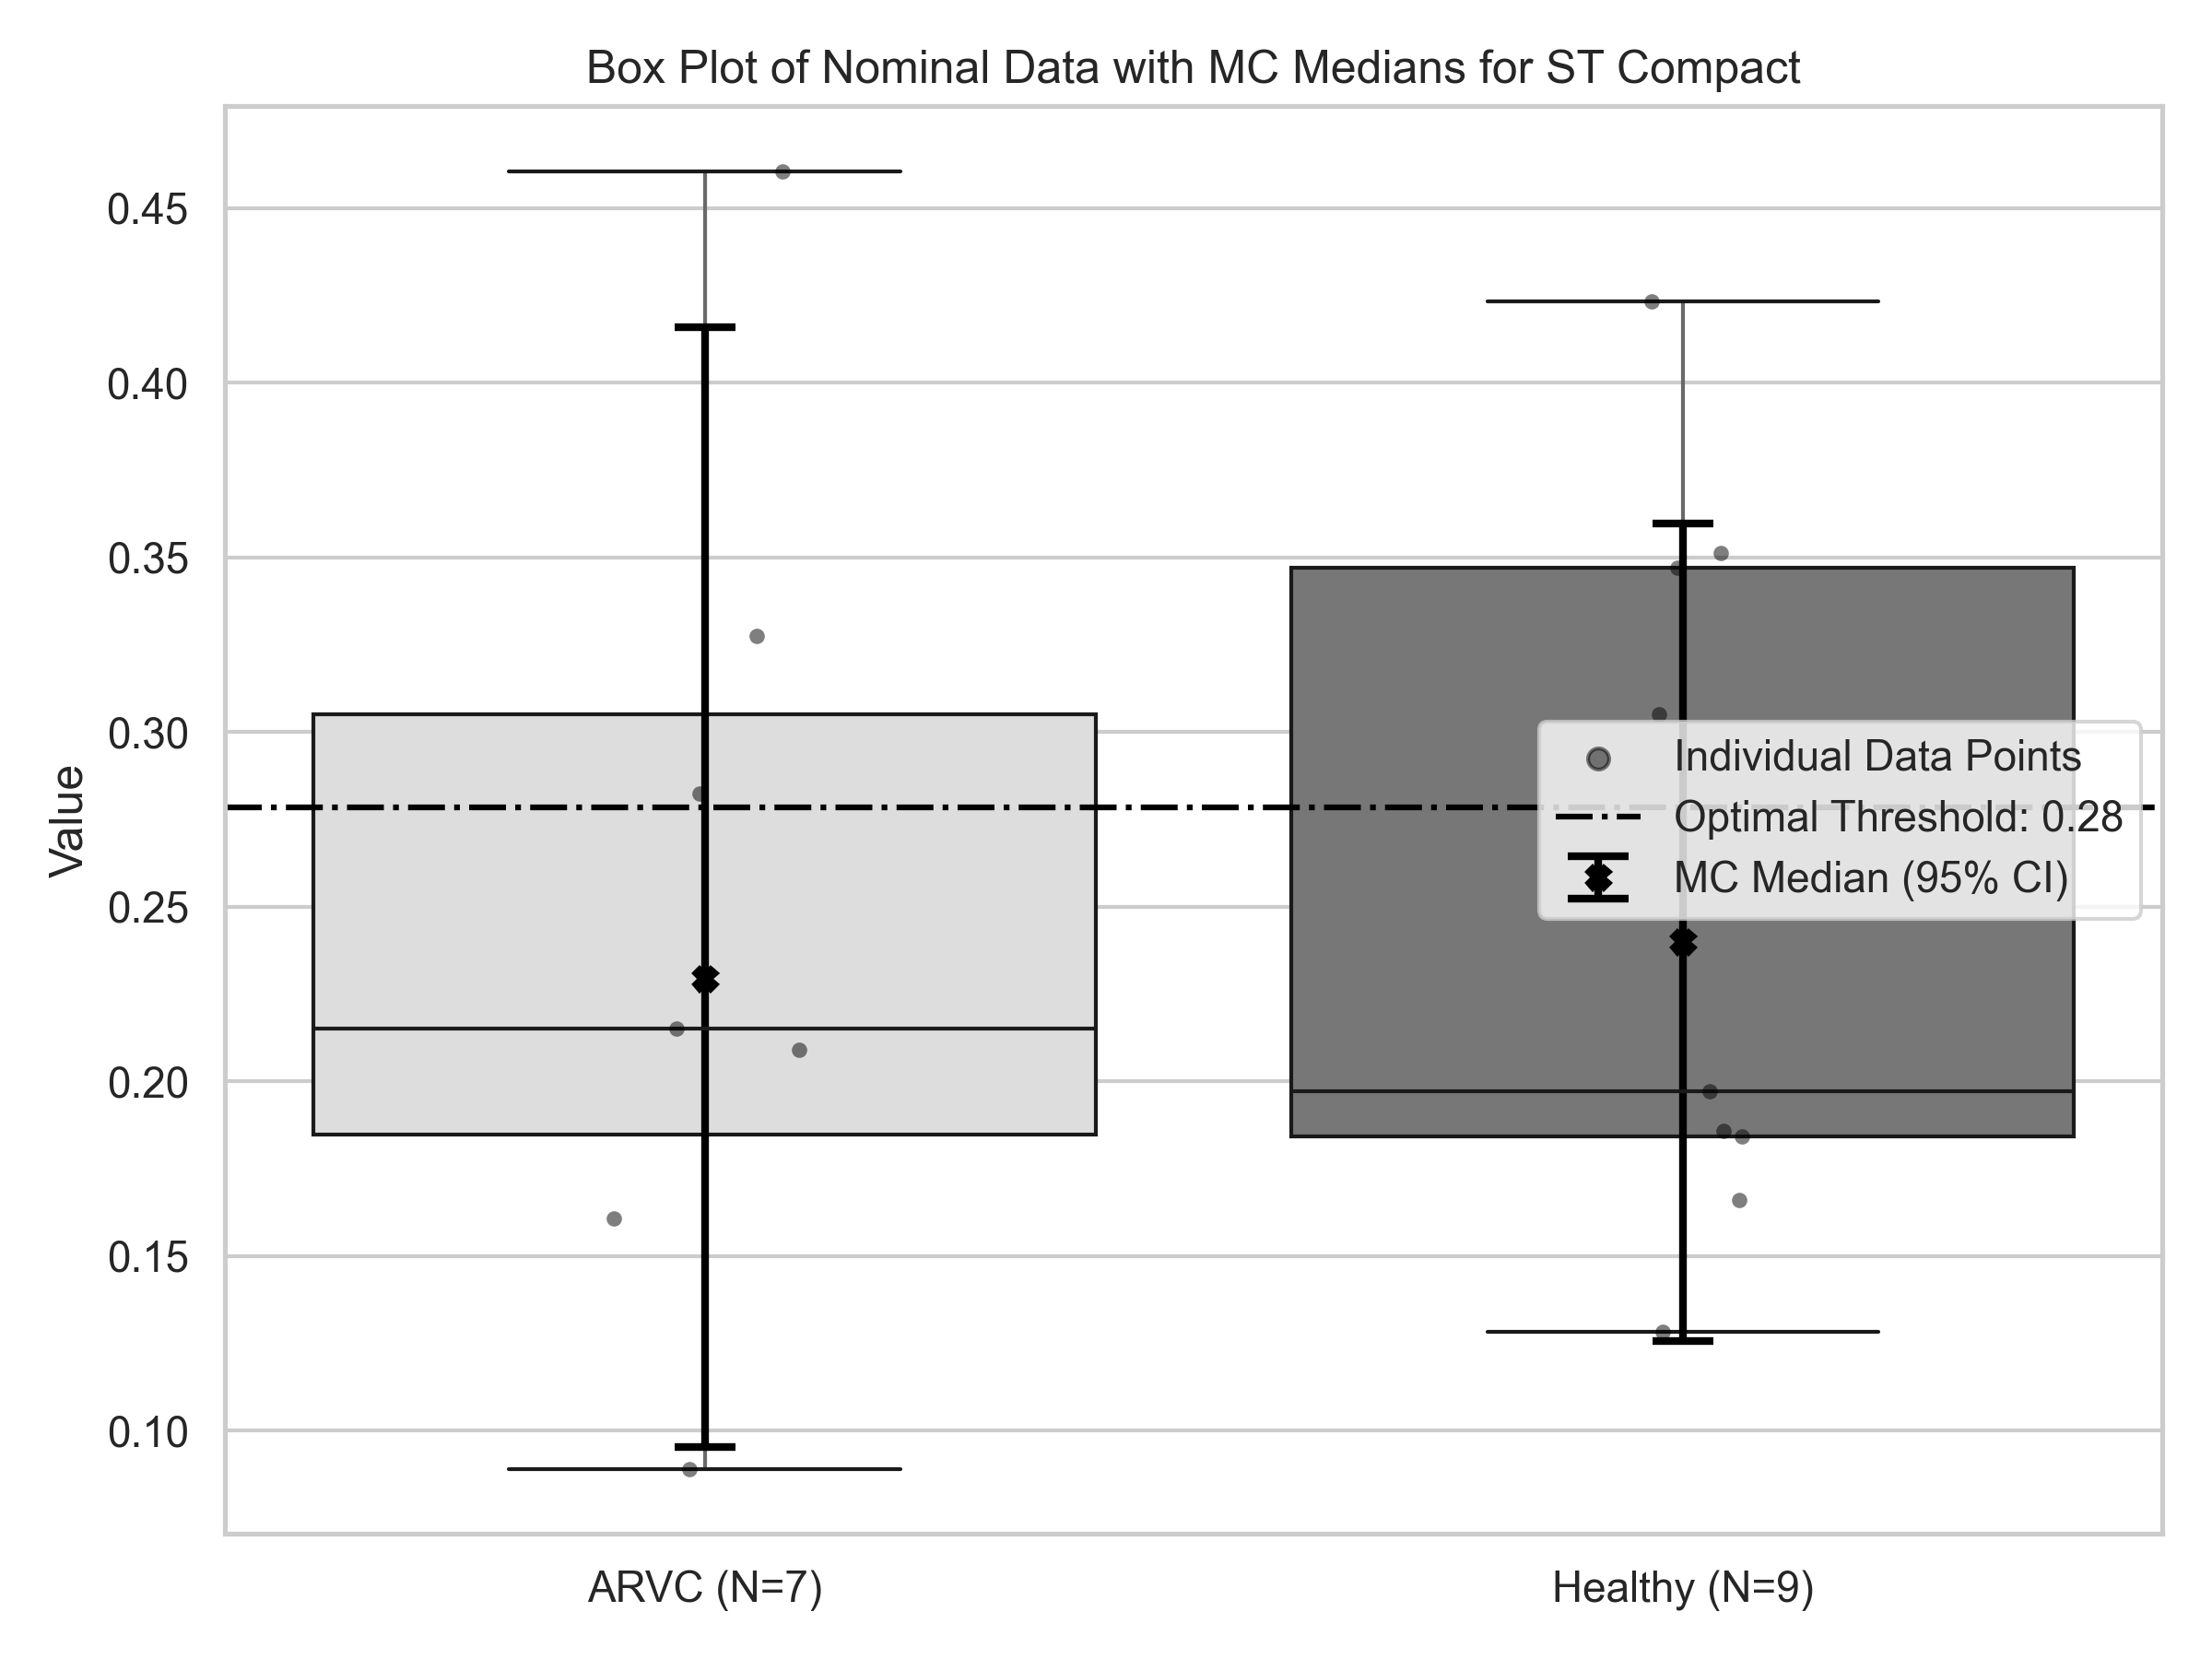 Box Plot of Nominal Data with MC Medians for ST Compact
Value
0.45
0.40
0.35
0.30
0.25
0.20
0.15
0.10
Individual Data Points
Optimal Threshold: 0.28
MC Median (95% CI)
ARVC (N=7)
Healthy (N=9)